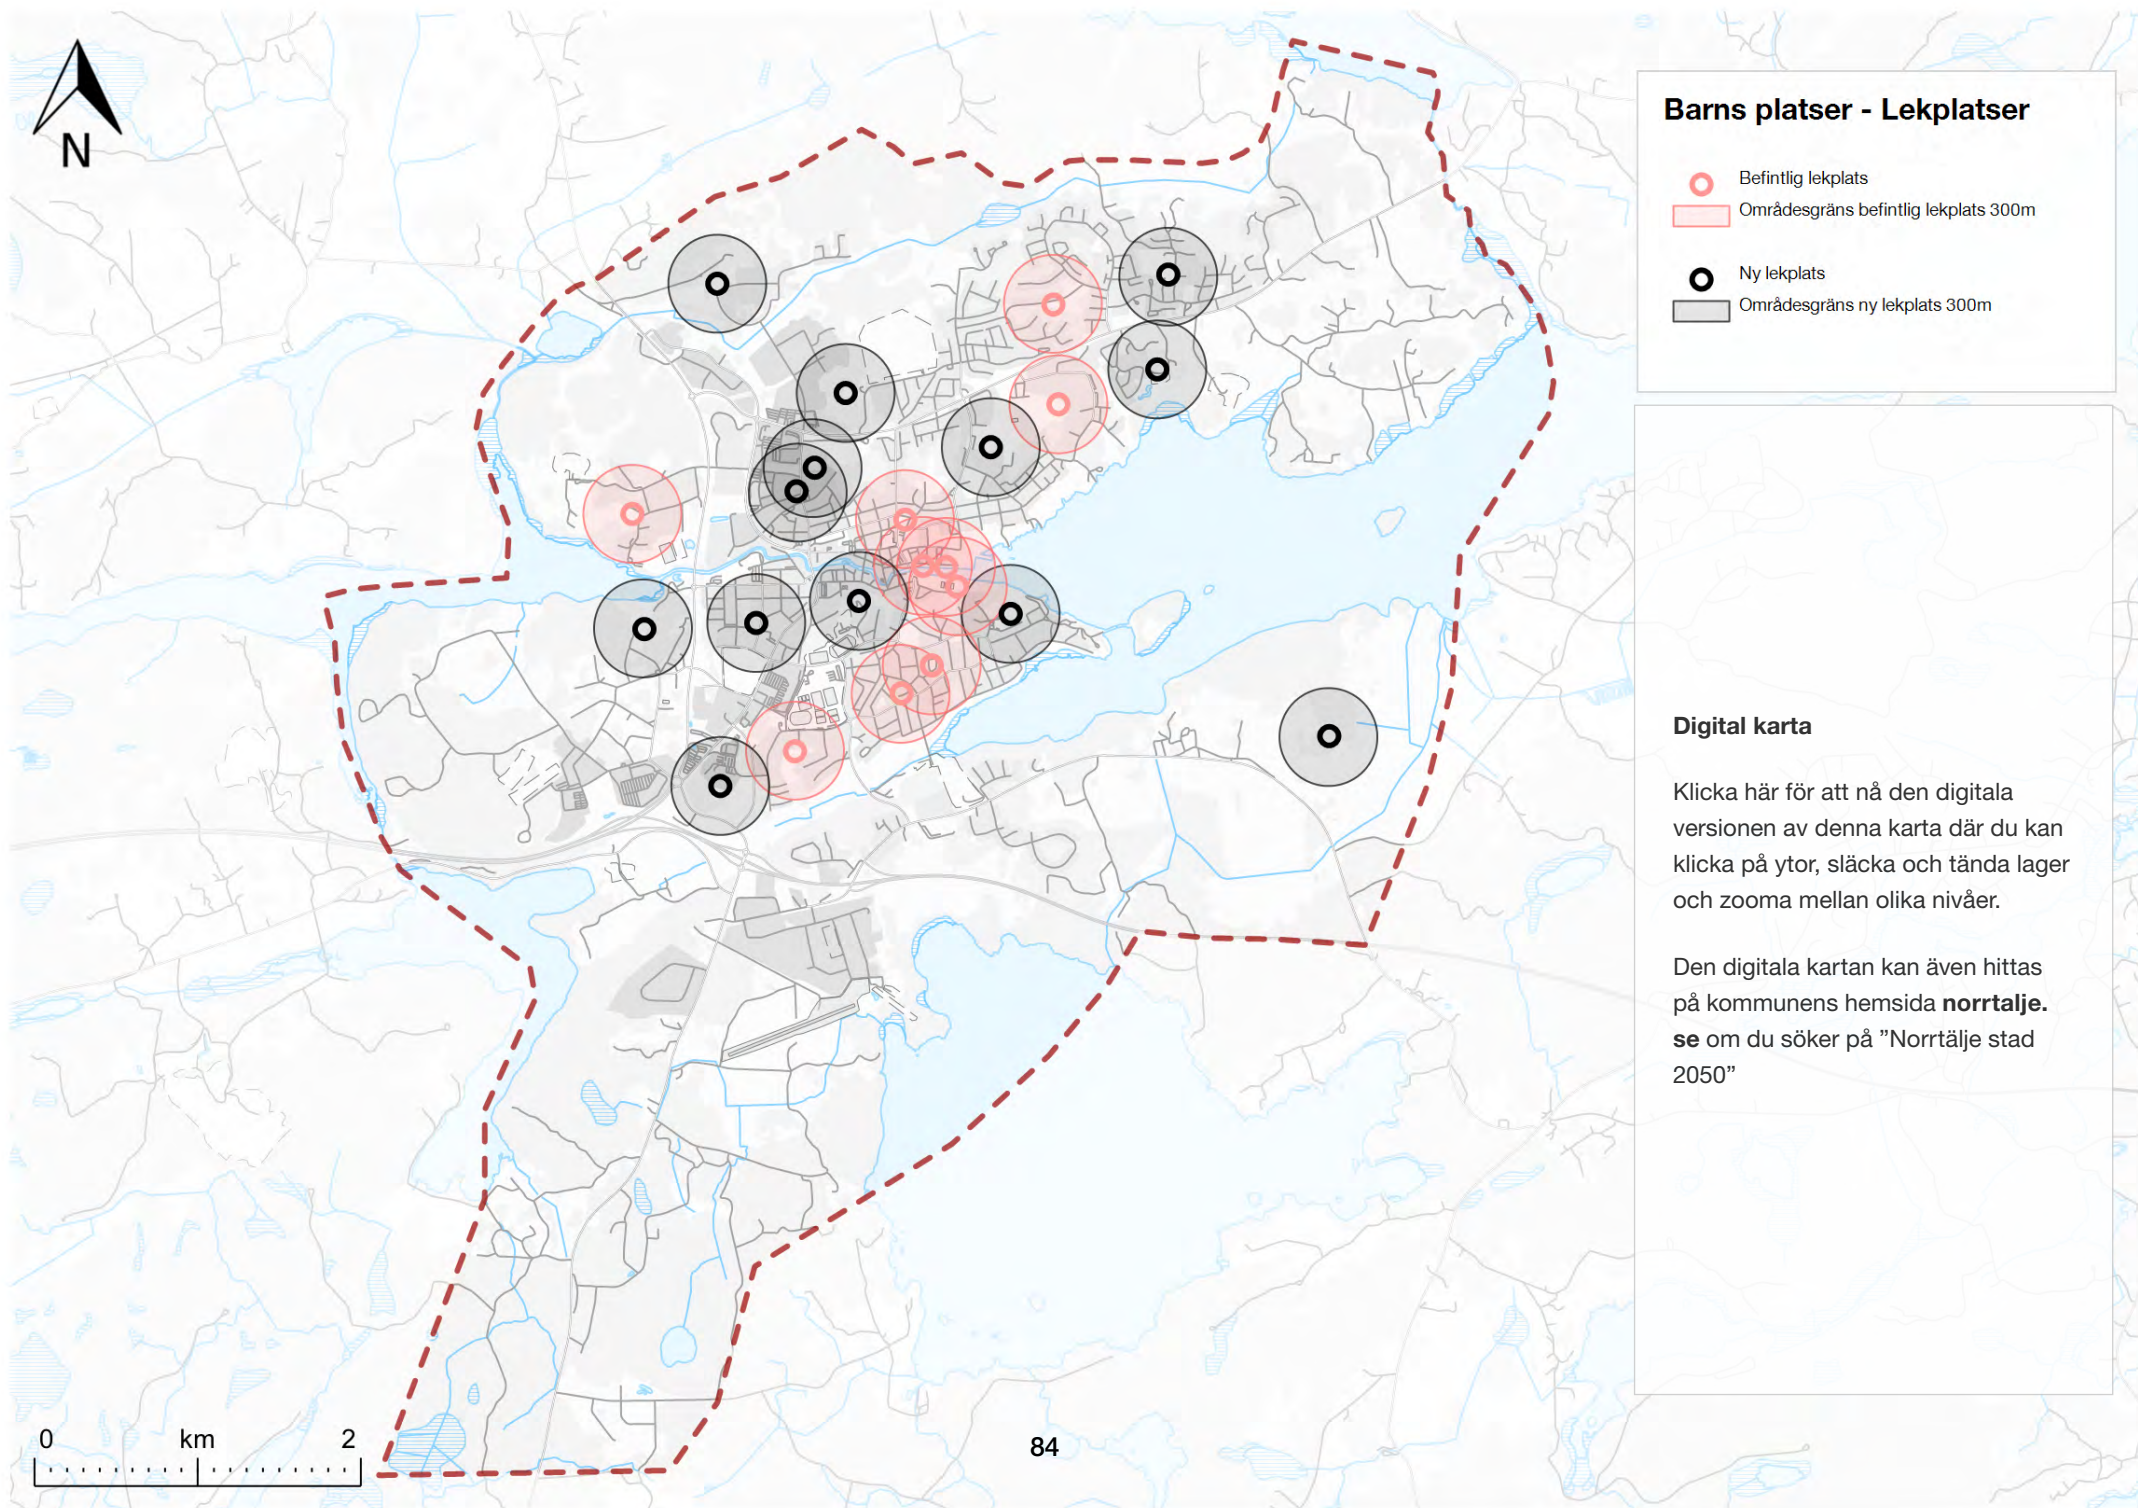 N
Barns platser - Lekplatser
Befintlig lekplats
Områdesgräns befintlig lekplats 300m
Ny lekplats
Områdesgräns ny lekplats 300m
Digital karta
Klicka här för att nå den digitala
versionen av denna karta där du kan
klicka på ytor, släcka och tända lager
och zooma mellan olika nivåer.
Den digitala kartan kan även hittas
på kommunens hemsida norrtalje.
se om du söker på ”Norrtälje stad
2050”
0 km 2
84